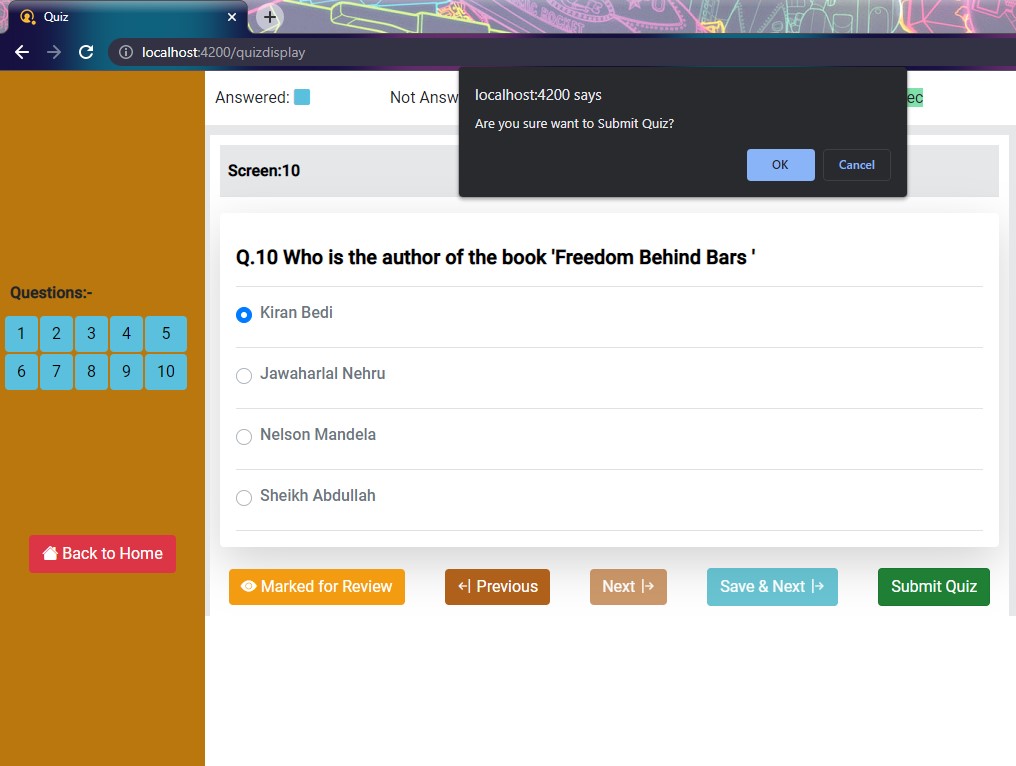 Quiz
localhost:4200/quizdisplay
localhost:4200 says
Are you sure want to Submit Quiz?
OK Cancel
Answered: Not Answ ec
Screen:10
Q.10 Who is the author of the book 'Freedom Behind Bars '
Kiran Bedi
Jawaharlal Nehru
Nelson Mandela
Sheikh Abdullah
Questions:-
1 2 3 4 5
6 7 8 9 10
Back to Home
Marked for Review Previous Next Save & Next Submit Quiz